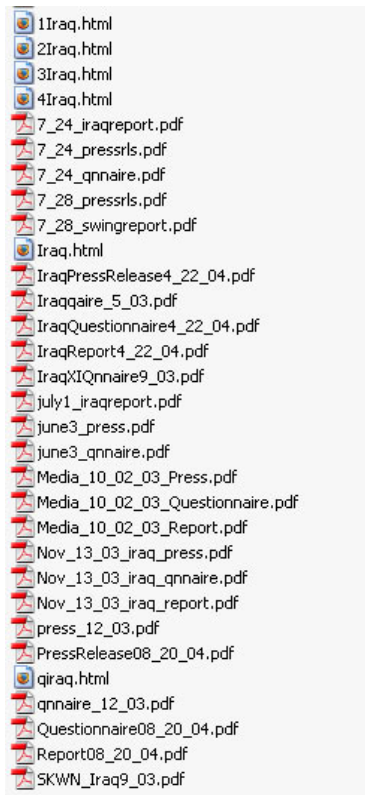 1Iraq.html
2Iraq.html
3Iraq.html
4Iraq.html
7_24_iraqreport.pdf
7_24_pressrls.pdf
7_24_qnnaire.pdf
7_28_pressrls.pdf
7_28_swingreport.pdf
Iraq.html
IraqPressRelease4_22_04.pdf
Iraqqaire_5_03.pdf
IraqQuestionnaire4_22_04.pdf
IraqReport4_22_04.pdf
IraqXIQnnaire9_03.pdf
july1_iraqreport.pdf
june3_press.pdf
june3_qnnaire.pdf
Media_10_02_03_Press.pdf
Media_10_02_03_Questionnaire.pdf
Media_10_02_03_Report.pdf
Nov_13_03_iraq_press.pdf
Nov_13_03_iraq_qnnaire.pdf
Nov_13_03_iraq_report.pdf
press_12_03.pdf
PressRelease08_20_04.pdf
qiraq.html
qnnaire_12_03.pdf
Questionnaire08_20_04.pdf
Report08_20_04.pdf
SKWN_Iraq9_03.pdf